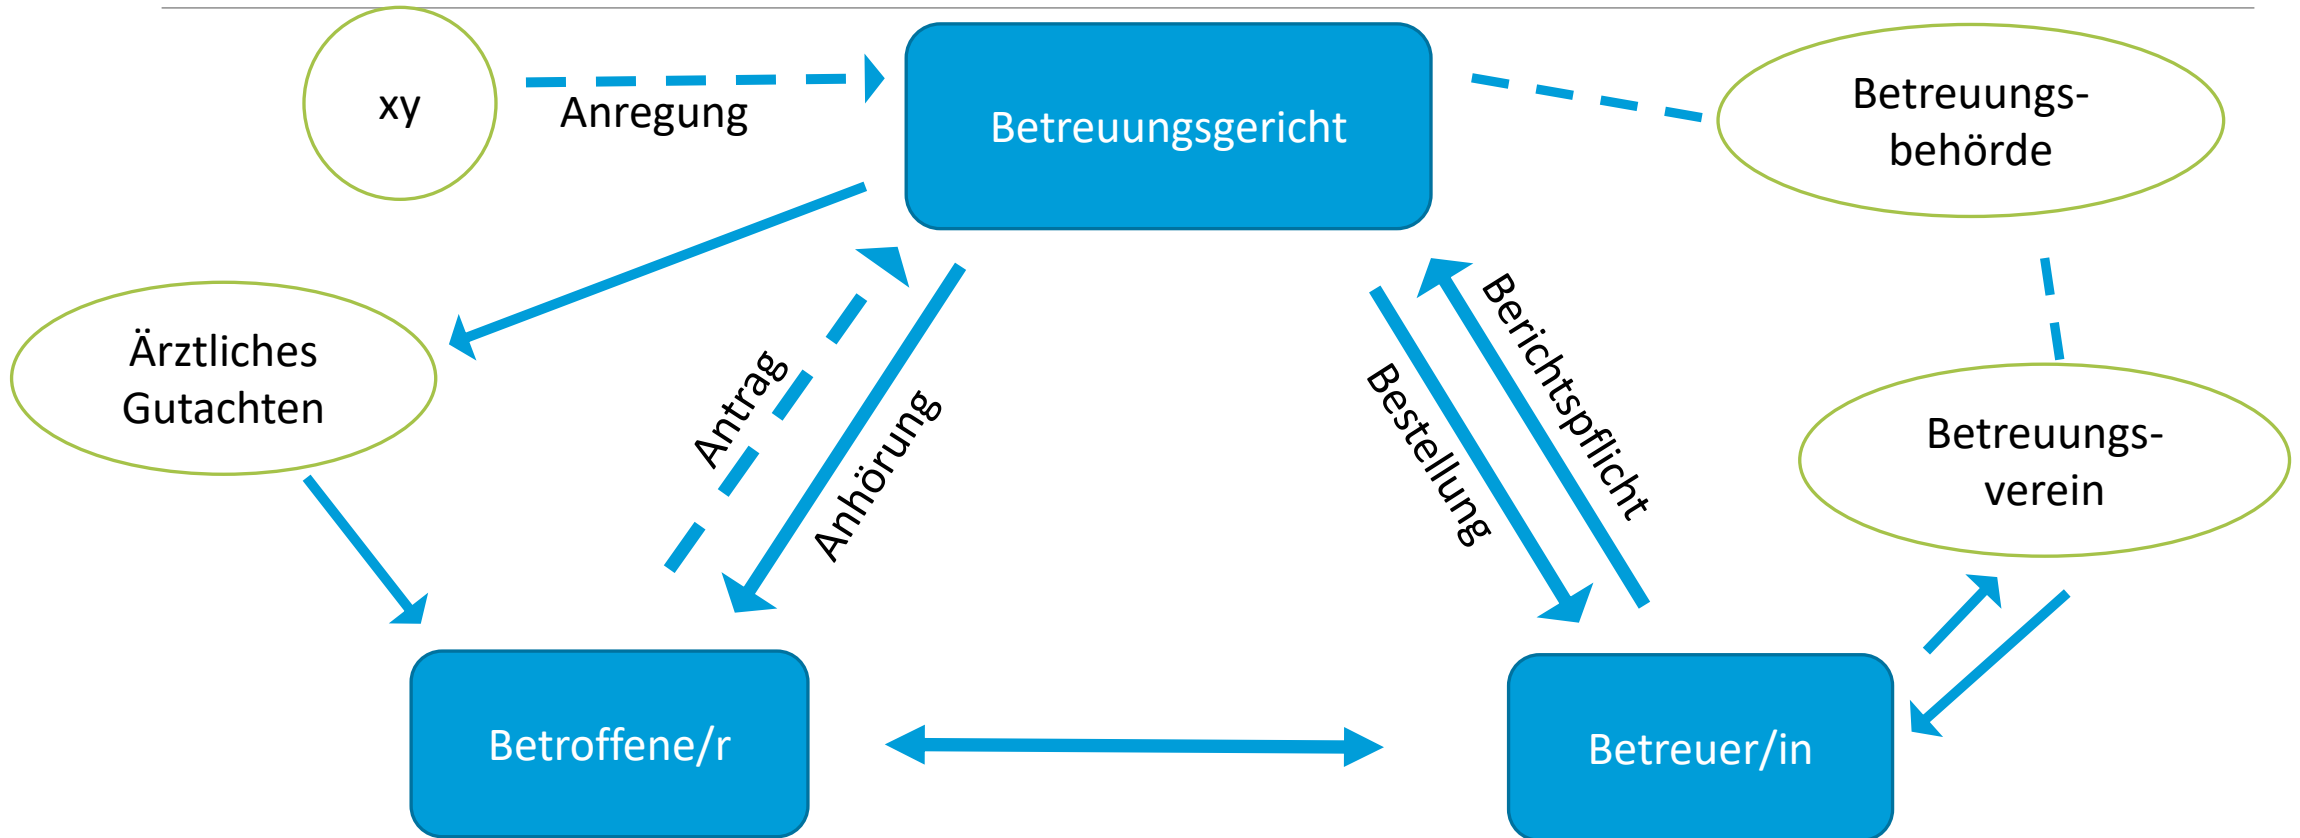 xy
Anregung
Betreuungsgericht
Betreuungs-
behörde
Ärztliches
Gutachten
Antrag
Anhörung
Bestellung
Berichtspflicht
Betreuungs-
verein
Betroffene/r
Betreuer/in